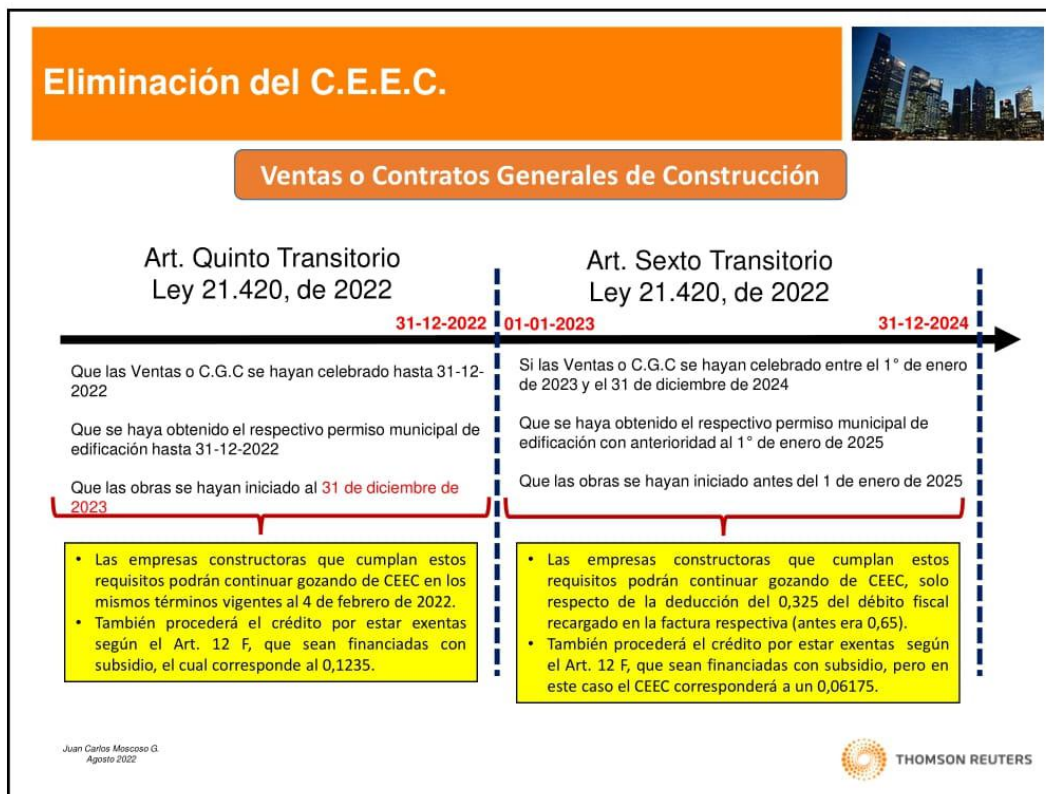 Eliminación del C.E.E.C.
Ventas o Contratos Generales de Construcción
Art. Quinto Transitorio
Ley 21.420, de 2022
31-12-2022
Que las Ventas o C.G.C se hayan celebrado hasta 31-12-
2022
Que se haya obtenido el respectivo permiso municipal de
edificación hasta 31-12-2022
Que las obras se hayan iniciado al 31 de diciembre de
2023
• Las empresas constructoras que cumplan estos
requisitos podrán continuar gozando de CEEC en los
mismos términos vigentes al 4 de febrero de 2022.
• También procederá el crédito por estar exentas
según el Art. 12 F, que sean financiadas con
subsidio, el cual corresponde al 0,1235.
Art. Sexto Transitorio
Ley 21.420, de 2022
01-01-2023
31-12-2024
Si las Ventas o C.G.C se hayan celebrado entre el 1° de enero
de 2023 y el 31 de diciembre de 2024
Que se haya obtenido el respectivo permiso municipal de
edificación con anterioridad al 1° de enero de 2025
Que las obras se hayan iniciado antes del 1 de enero de 2025
• Las empresas constructoras que cumplan estos
requisitos podrán continuar gozando de CEEC, solo
respecto de la deducción del 0,325 del débito fiscal
recargado en la factura respectiva (antes era 0,65).
• También procederá el crédito por estar exentas según
el Art. 12 F, que sean financiadas con subsidio, pero en
este caso el CEEC corresponderá a un 0,06175.
Juan Carlos Moscoso G.
Agosto 2022
THOMSON REUTERS